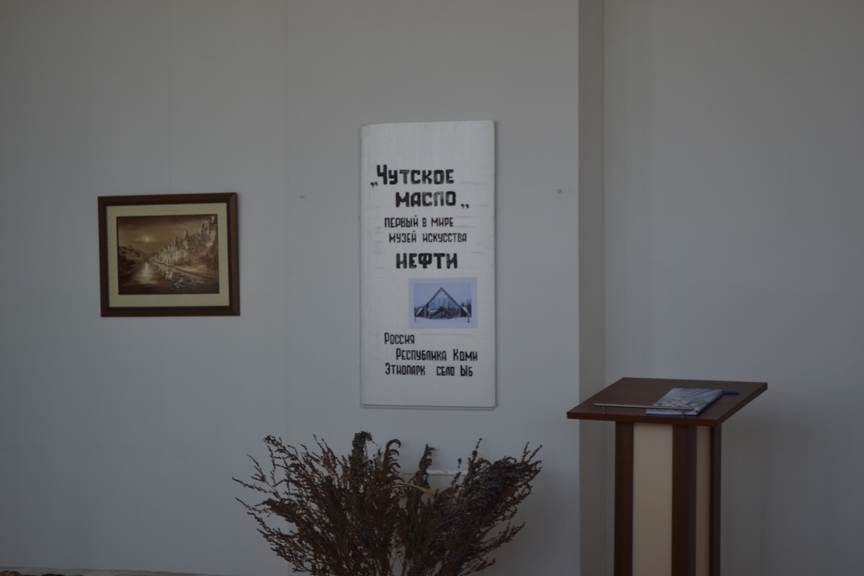 „Чутское
масло„
первый в мире
музей искусства
нефти
Россия
Республика Коми
Этнопарк село Ыб